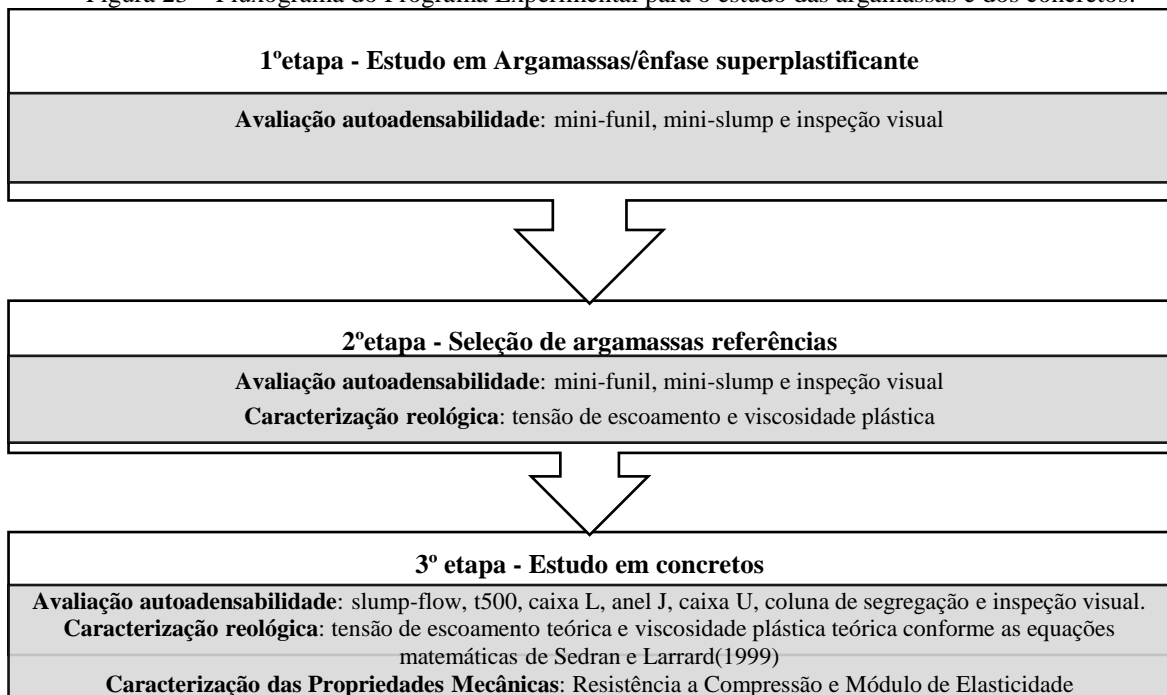 Figura 25 – Fluxograma do Programa Experimental para o estudo das argamassas e dos concretos.
1ºetapa - Estudo em Argamassas/ênfase superplastificante
Avaliação autoadensabilidade: mini-funil, mini-slump e inspeção visual
2ºetapa - Seleção de argamassas referências
Avaliação autoadensabilidade: mini-funil, mini-slump e inspeção visual
Caracterização reológica: tensão de escoamento e viscosidade plástica
3º etapa - Estudo em concretos
Avaliação autoadensabilidade: slump-flow, t500, caixa L, anel J, caixa U, coluna de segregação e inspeção visual.
Caracterização reológica: tensão de escoamento teórica e viscosidade plástica teórica conforme as equações
matemáticas de Sedran e Larrard(1999)
Caracterização das Propriedades Mecânicas: Resistência a Compressão e Módulo de Elasticidade